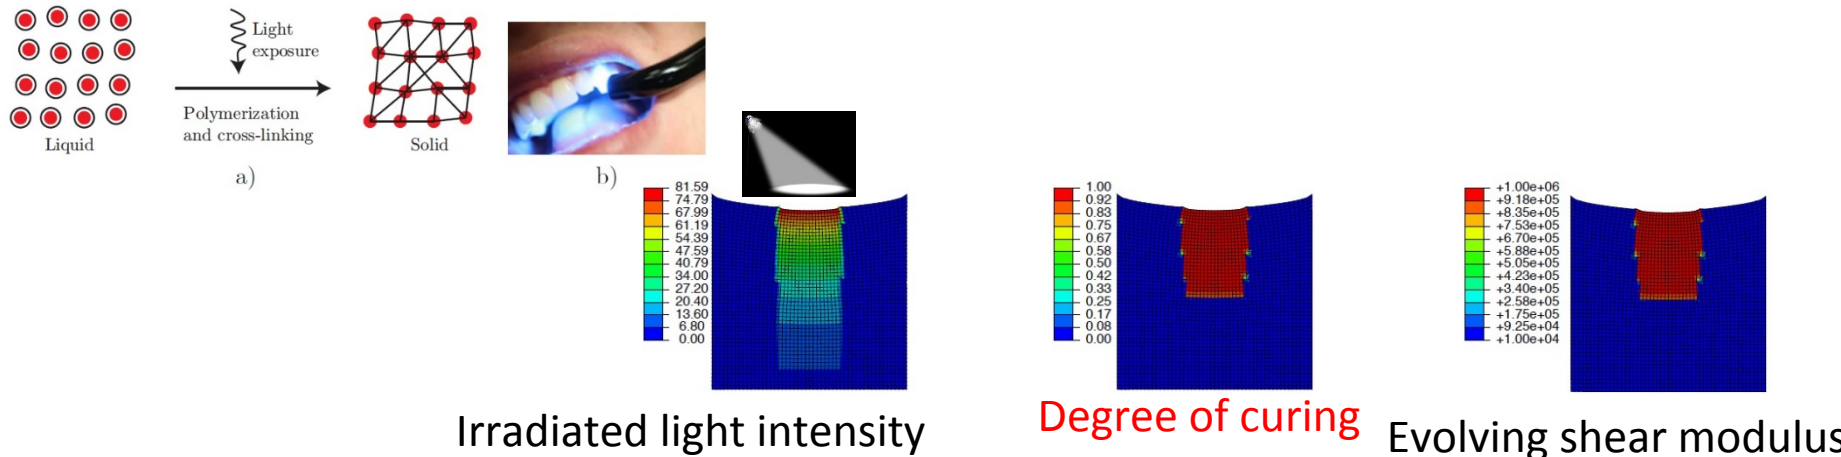 Light
exposure
Polymerization
and cross-linking
Liquid
Solid
a)
b)
81.59
74.79
67.99
61.19
54.39
47.59
40.79
34.00
27.20
20.40
13.60
6.80
0.00
1.00
0.92
0.83
0.75
0.67
0.58
0.50
0.42
0.33
0.25
0.17
0.08
0.00
+1.00e+06
+9.18e+05
+8.35e+05
+7.53e+05
+6.70e+05
+5.88e+05
+5.05e+05
+4.23e+05
+3.40e+05
+2.58e+05
+1.75e+05
+9.25e+04
+1.00e+04
Irradiated light intensity
Degree of curing
Evolving shear modulus